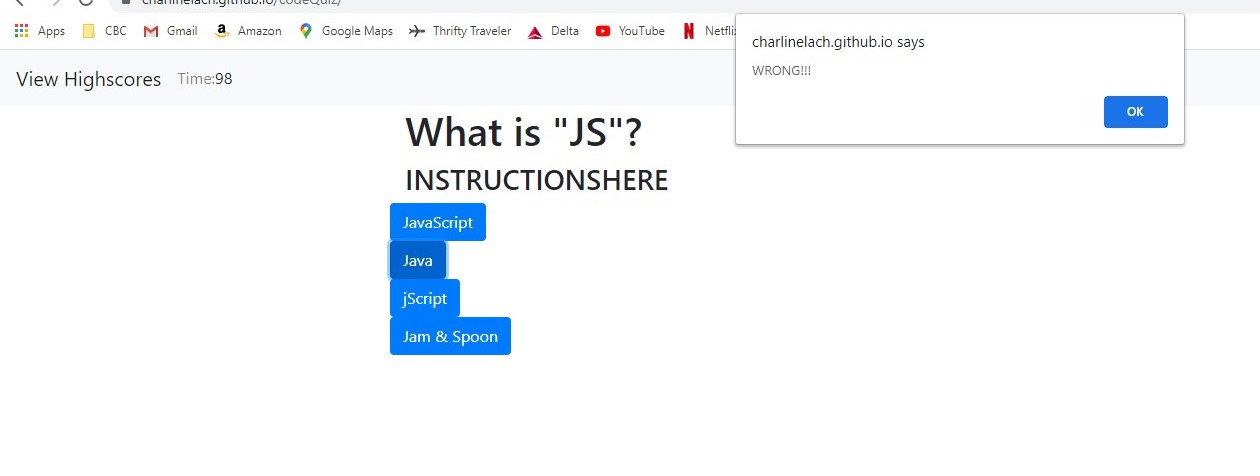 charlinelach.github.io/codeQuiz/
Apps CBC Gmail Amazon Google Maps Thrifty Traveler Delta YouTube Netfli
charlinelach.github.io says
WRONG!!!
OK
View Highscores Time:98
What is "JS"?
INSTRUCTIONSHERE
JavaScript
Java
jScript
Jam & Spoon